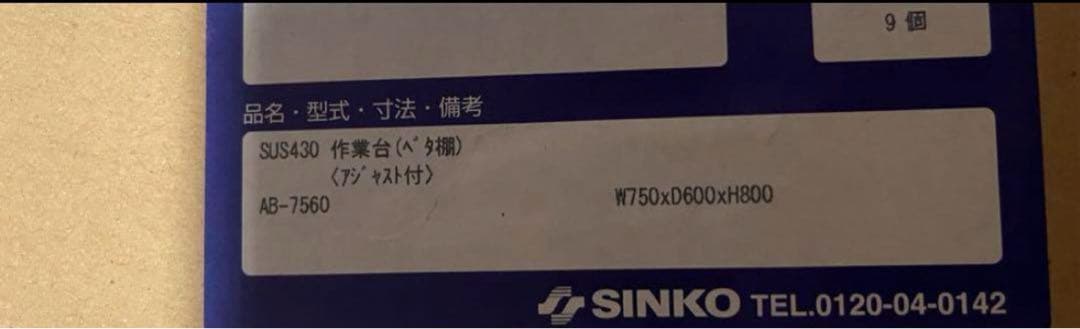 9 個
品名・型式・寸法・備考
SUS430 作業台(ﾍﾞﾀ棚)
〈ｱｼﾞｬｽﾄ付〉
AB-7560 W750xD600xH800
SINKO TEL.0120-04-0142